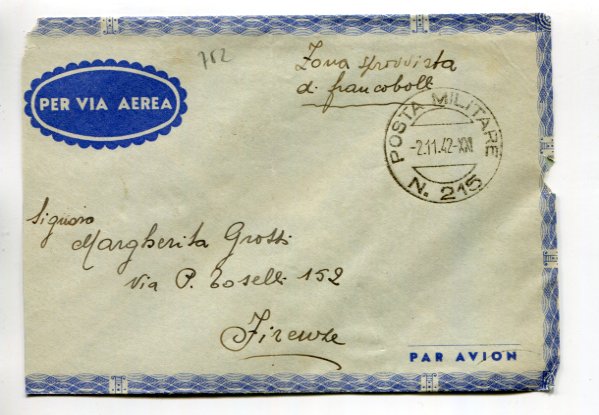 752
Zona sprovvista
di francobolli
PER VIA AEREA
POSTA MILITARE
-2.11.42-XXI
N. 215
Signora
Margherita Grossi
Via P. Toselli 152
Firenze
PAR AVION